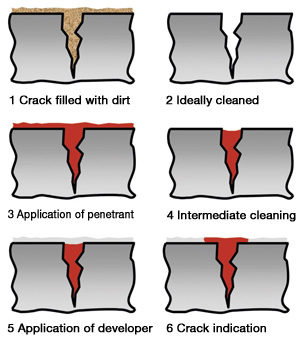 1 Crack filled with dirt
2 Ideally cleaned
3 Application of penetrant
4 Intermediate cleaning
5 Application of developer
6 Crack indication